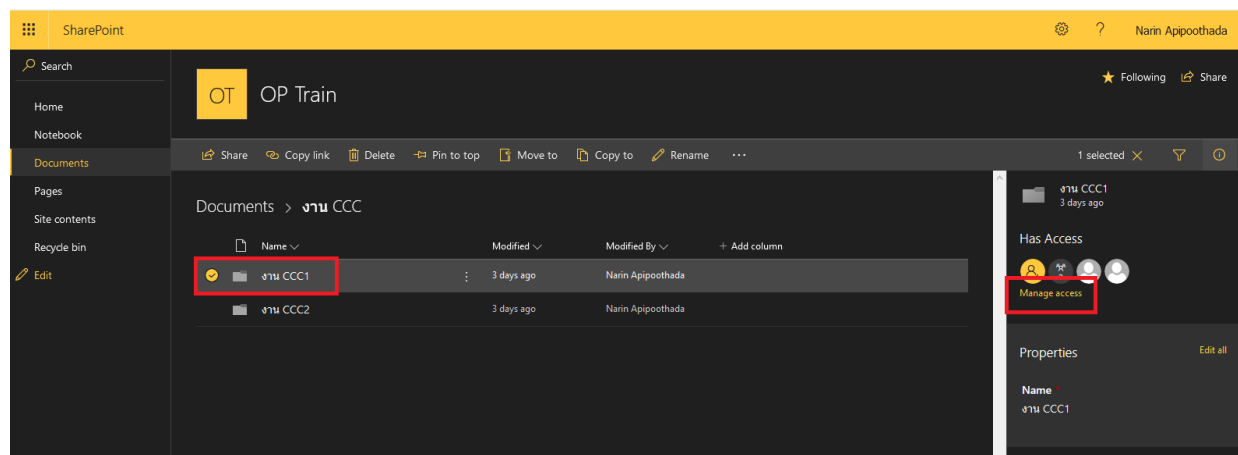 SharePoint
? Narin Apipoothada
Search
Home
Notebook
Documents
Pages
Site contents
Recycle bin
Edit
OT OP Train
Following Share
Share Copy link Delete Pin to top Move to Copy to Rename ...
1 selected
Documents > งาน CCC
Name Modified Modified By + Add column
งาน CCC1 3 days ago Narin Apipoothada
งาน CCC2 3 days ago Narin Apipoothada
งาน CCC1
3 days ago
Has Access
Manage access
Properties Edit all
Name *
งาน CCC1